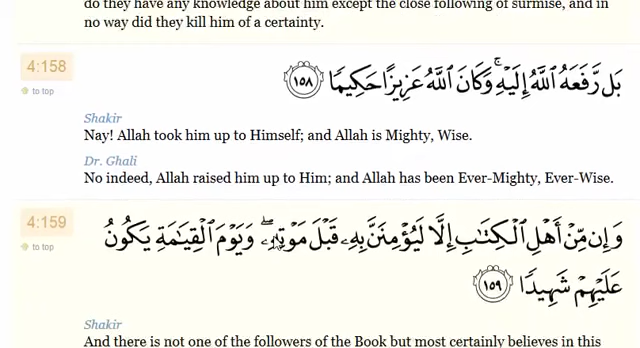 do they have any knowledge about him except the close following of surmise, and in
no way did they kill him of a certainty.
4:158
to top
بَل رَّفَعَهُ ٱللَّهُ إِلَيْهِ ۚ وَكَانَ ٱللَّهُ عَزِيزًا حَكِيمًا ١٥٨
Shakir
Nay! Allah took him up to Himself; and Allah is Mighty, Wise.
Dr. Ghali
No indeed, Allah raised him up to Him; and Allah has been Ever-Mighty, Ever-Wise.
4:159
to top
وَإِن مِّنْ أَهْلِ ٱلْكِتَٰبِ إِلَّا لَيُؤْمِنَنَّ بِهِۦ قَبْلَ مَوْتِهِۦ ۖ وَيَوْمَ ٱلْقِيَٰمَةِ يَكُونُ
عَلَيْهِمْ شَهِيدًا ١٥٩
Shakir
And there is not one of the followers of the Book but most certainly believes in this